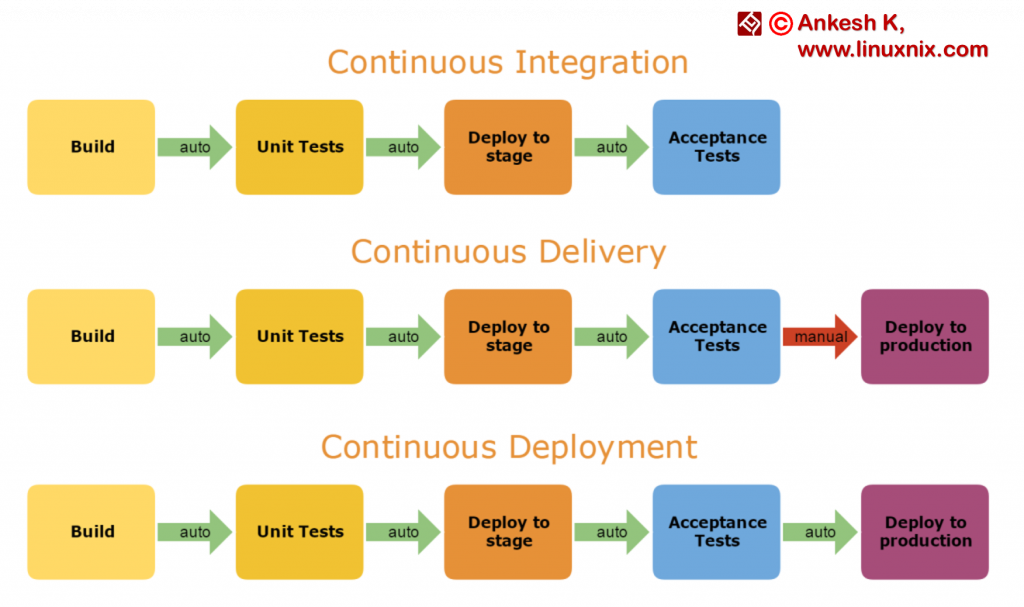 © Ankesh K,
www.linuxnix.com
Continuous Integration
Build
auto
Unit Tests
auto
Deploy to
stage
auto
Acceptance
Tests
Continuous Delivery
Build
auto
Unit Tests
auto
Deploy to
stage
auto
Acceptance
Tests
manual
Deploy to
production
Continuous Deployment
Build
auto
Unit Tests
auto
Deploy to
stage
auto
Acceptance
Tests
auto
Deploy to
production